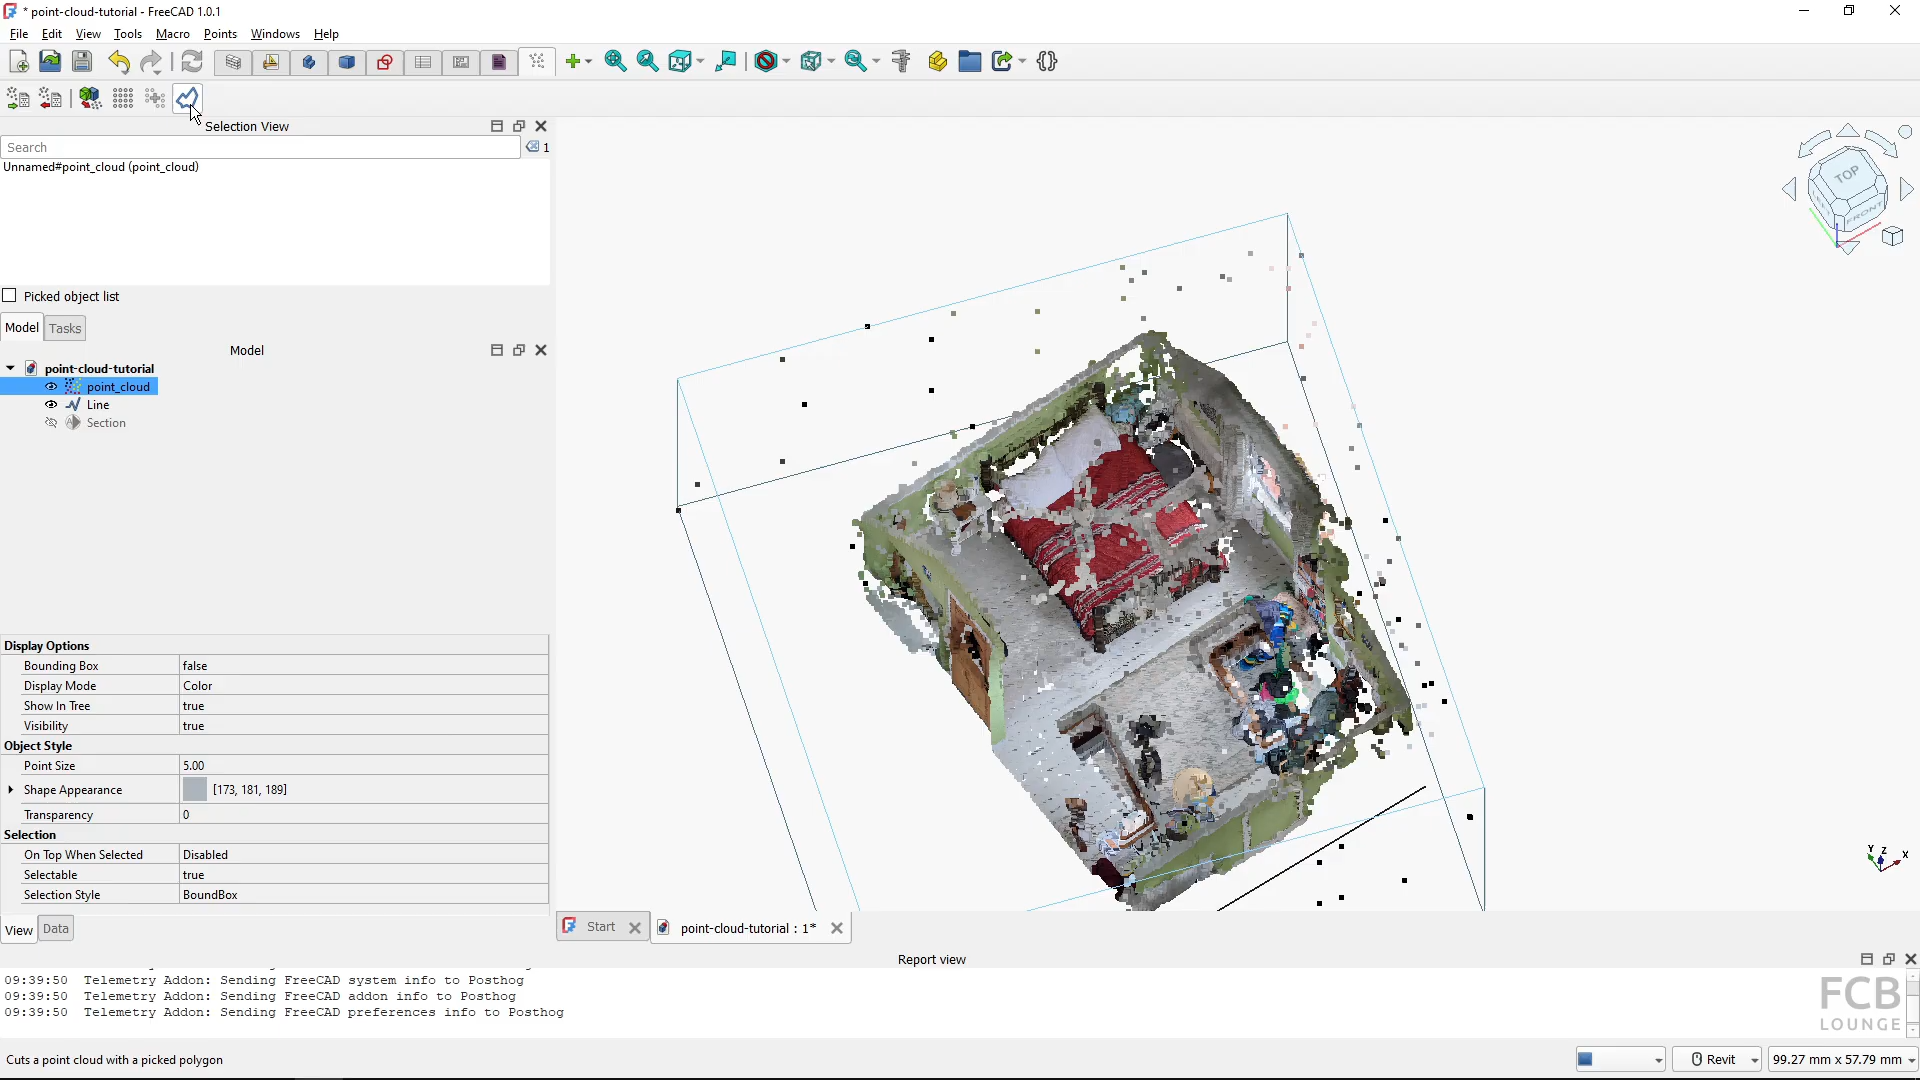 * point-cloud-tutorial - FreeCAD 1.0.1
File Edit View Tools Macro Points Windows Help
Selection View
Search
1
Unnamed#point_cloud (point_cloud)
Picked object list
Model Tasks
Model
point-cloud-tutorial
point_cloud
Line
Section
Display Options
Bounding Box false
Display Mode Color
Show In Tree true
Visibility true
Object Style
Point Size 5.00
Shape Appearance [173, 181, 189]
Transparency 0
Selection
On Top When Selected Disabled
Selectable true
Selection Style BoundBox
View Data
TOP
LEFT
FRONT
Y Z X
Start
point-cloud-tutorial : 1*
Report view
09:39:50 Telemetry Addon: Sending FreeCAD system info to Posthog
09:39:50 Telemetry Addon: Sending FreeCAD addon info to Posthog
09:39:50 Telemetry Addon: Sending FreeCAD preferences info to Posthog
FCB
LOUNGE
Cuts a point cloud with a picked polygon
Revit
99.27 mm x 57.79 mm